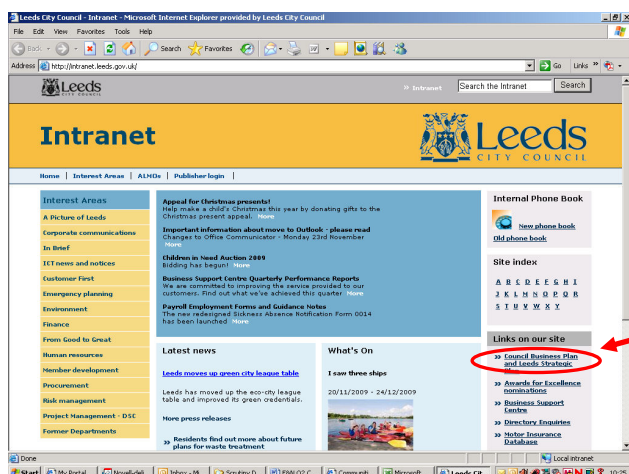 Leeds City Council - Intranet - Microsoft Internet Explorer provided by Leeds City Council
File Edit View Favorites Tools Help
Back Search Favorites
Address http://intranet.leeds.gov.uk/ Go Links »
Leeds
CITY COUNCIL
» Intranet Search the Intranet Search
Intranet
Leeds
CITY COUNCIL
Home | Interest Areas | ALMOs | Publisher login |
Interest Areas
A Picture of Leeds
Corporate communications
In Brief
ICT news and notices
Customer First
Emergency planning
Environment
Finance
From Good to Great
Human resources
Member development
Procurement
Risk management
Project Management - DSC
Former Departments
Appeal for Christmas presents!
Help make a child's Christmas this year by donating gifts to the
Christmas present appeal. More
Important information about move to Outlook - please read
Changes to Office Communicator - Monday 23rd November
More
Children in Need Auction 2009
Bidding has begun! More
Business Support Centre Quarterly Performance Reports
We are committed to improving the service provided to our
customers. Find out what we've achieved this quarter More
Payroll Employment Forms and Guidance Notes
The new redesigned Sickness Absence Notification Form 0014
has been launched More
Latest news
Leeds moves up green city league table
Leeds has moved up the eco-city league
table and improved its green credentials.
More press releases
» Residents find out more about future
plans for waste treatment
What's On
I saw three ships
20/11/2009 - 24/12/2009
Internal Phone Book
New phone book
Old phone book
Site index
A B C D E F G H I
J K L M N O P Q R
S T U V W X Y
Links on our site
» Council Business Plan
and Leeds Strategic
» Awards for Excellence
nominations
» Business Support
Centre
» Directory Enquiries
» Motor Insurance
Database
Done Local intranet
Start My Portal Novell-deli Inbox - Mi Scrutiny D Communit Microsoft Leeds Cit 10:25